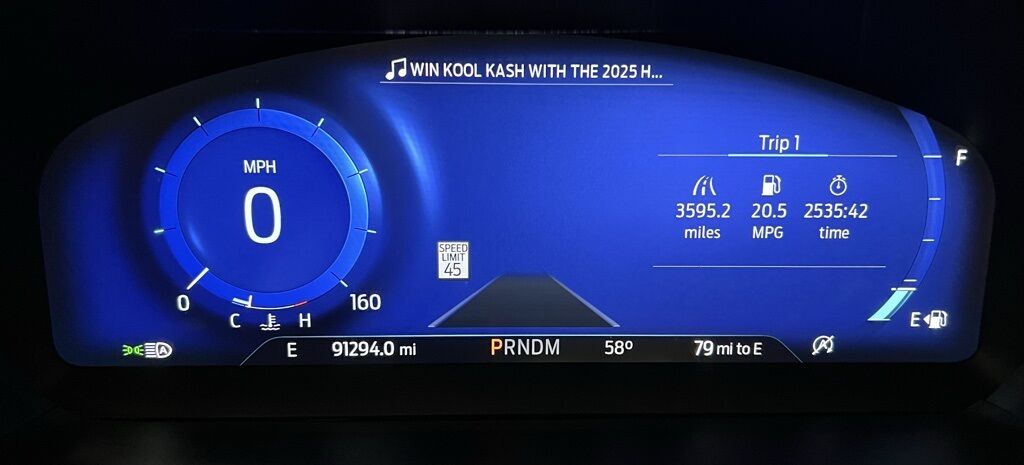 WIN KOOL KASH WITH THE 2025 H...
MPH
0
0
160
C
H
SPEED
LIMIT
45
Trip 1
3595.2
miles
20.5
MPG
2535:42
time
F
E
E
91294.0 mi
PRNDM
58º
79 mi to E